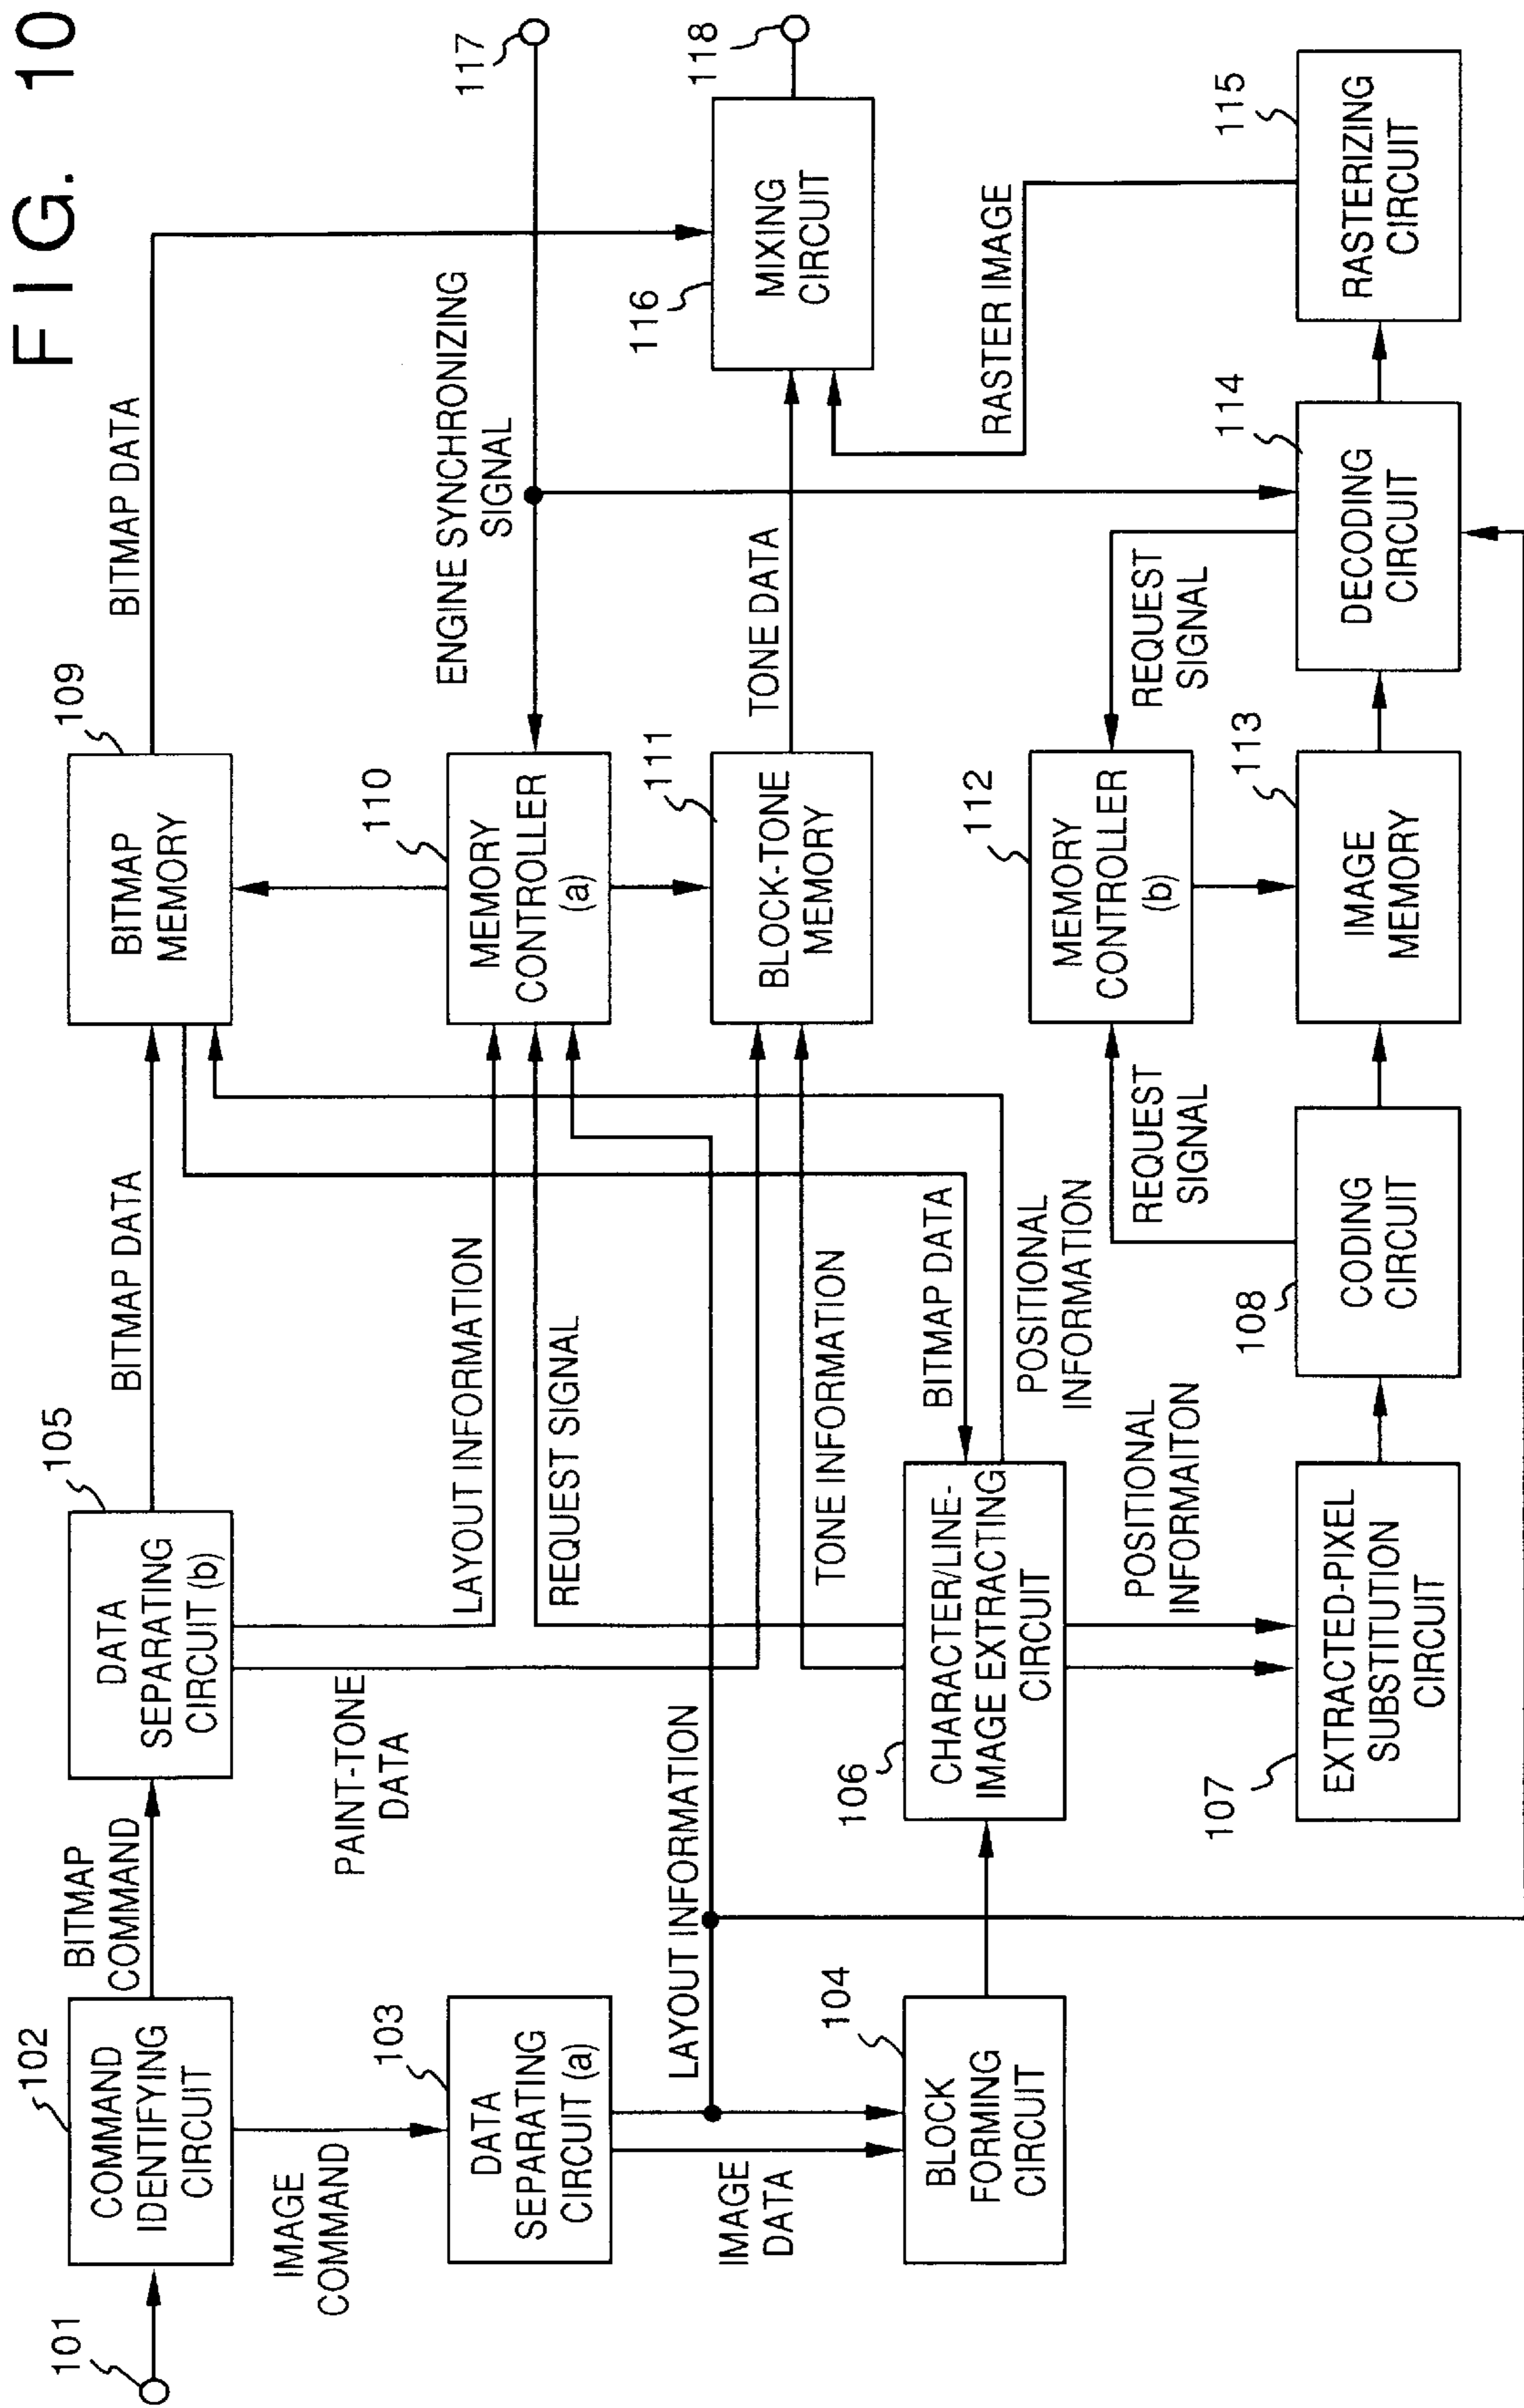 FIG. 10
101
102
COMMAND
IDENTIFYING
CIRCUIT
BITMAP
COMMAND
105
DATA
SEPARATING
CIRCUIT (b)
BITMAP DATA
109
BITMAP
MEMORY
BITMAP DATA
IMAGE
COMMAND
103
DATA
SEPARATING
CIRCUIT (a)
PAINT-TONE
DATA
LAYOUT INFORMATION
REQUEST SIGNAL
110
MEMORY
CONTROLLER
(a)
ENGINE SYNCHRONIZING
SIGNAL
117
IMAGE
DATA
LAYOUT INFORMATION
TONE INFORMATION
111
BLOCK-TONE
MEMORY
TONE DATA
116
MIXING
CIRCUIT
118
104
BLOCK
FORMING
CIRCUIT
106
CHARACTER/LINE-
IMAGE EXTRACTING
CIRCUIT
BITMAP DATA
POSITIONAL
INFORMATION
112
MEMORY
CONTROLLER
(b)
RASTER IMAGE
POSITIONAL
INFORMAITON
REQUEST
SIGNAL
REQUEST
SIGNAL
107
EXTRACTED-PIXEL
SUBSTITUTION
CIRCUIT
108
CODING
CIRCUIT
113
IMAGE
MEMORY
114
DECODING
CIRCUIT
115
RASTERIZING
CIRCUIT